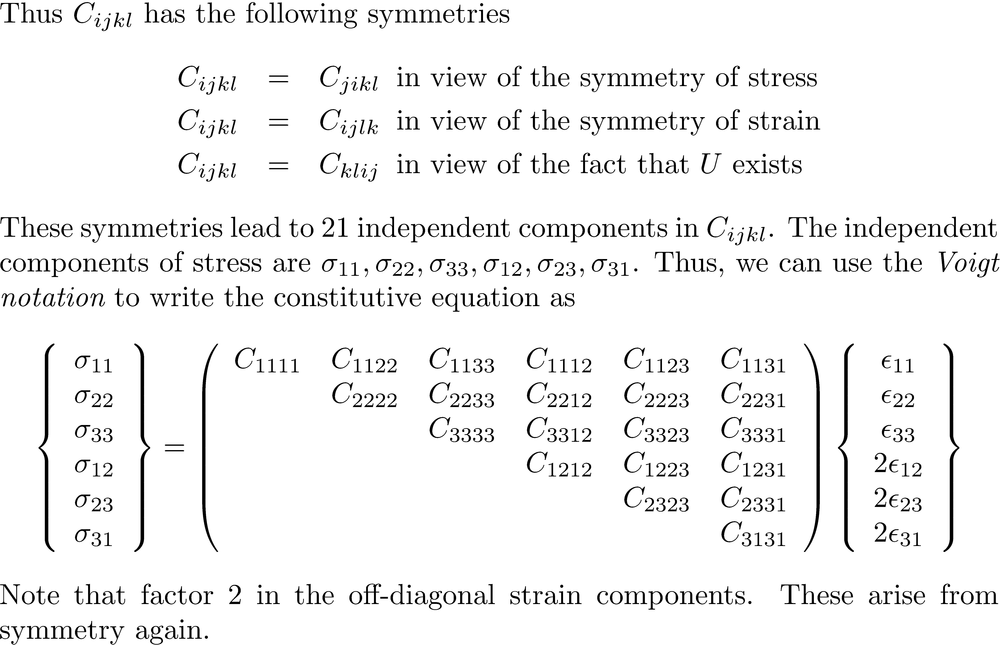 Thus $C_{ijkl}$ has the following symmetries
$C_{ijkl} = C_{jikl}$ in view of the symmetry of stress
$C_{ijkl} = C_{ijlk}$ in view of the symmetry of strain
$C_{ijkl} = C_{klij}$ in view of the fact that $U$ exists
These symmetries lead to 21 independent components in $C_{ijkl}$. The independent
components of stress are $\sigma_{11}, \sigma_{22}, \sigma_{33}, \sigma_{12}, \sigma_{23}, \sigma_{31}$. Thus, we can use the Voigt
notation to write the constitutive equation as
$\left\{ \begin{array}{c} \sigma_{11} \\ \sigma_{22} \\ \sigma_{33} \\ \sigma_{12} \\ \sigma_{23} \\ \sigma_{31} \end{array} \right\} = \left( \begin{array}{cccccc} C_{1111} & C_{1122} & C_{1133} & C_{1112} & C_{1123} & C_{1131} \\ & C_{2222} & C_{2233} & C_{2212} & C_{2223} & C_{2231} \\ & & C_{3333} & C_{3312} & C_{3323} & C_{3331} \\ & & & C_{1212} & C_{1223} & C_{1231} \\ & & & & C_{2323} & C_{2331} \\ & & & & & C_{3131} \end{array} \right) \left\{ \begin{array}{c} \epsilon_{11} \\ \epsilon_{22} \\ \epsilon_{33} \\ 2\epsilon_{12} \\ 2\epsilon_{23} \\ 2\epsilon_{31} \end{array} \right\}$
Note that factor 2 in the off-diagonal strain components. These arise from
symmetry again.